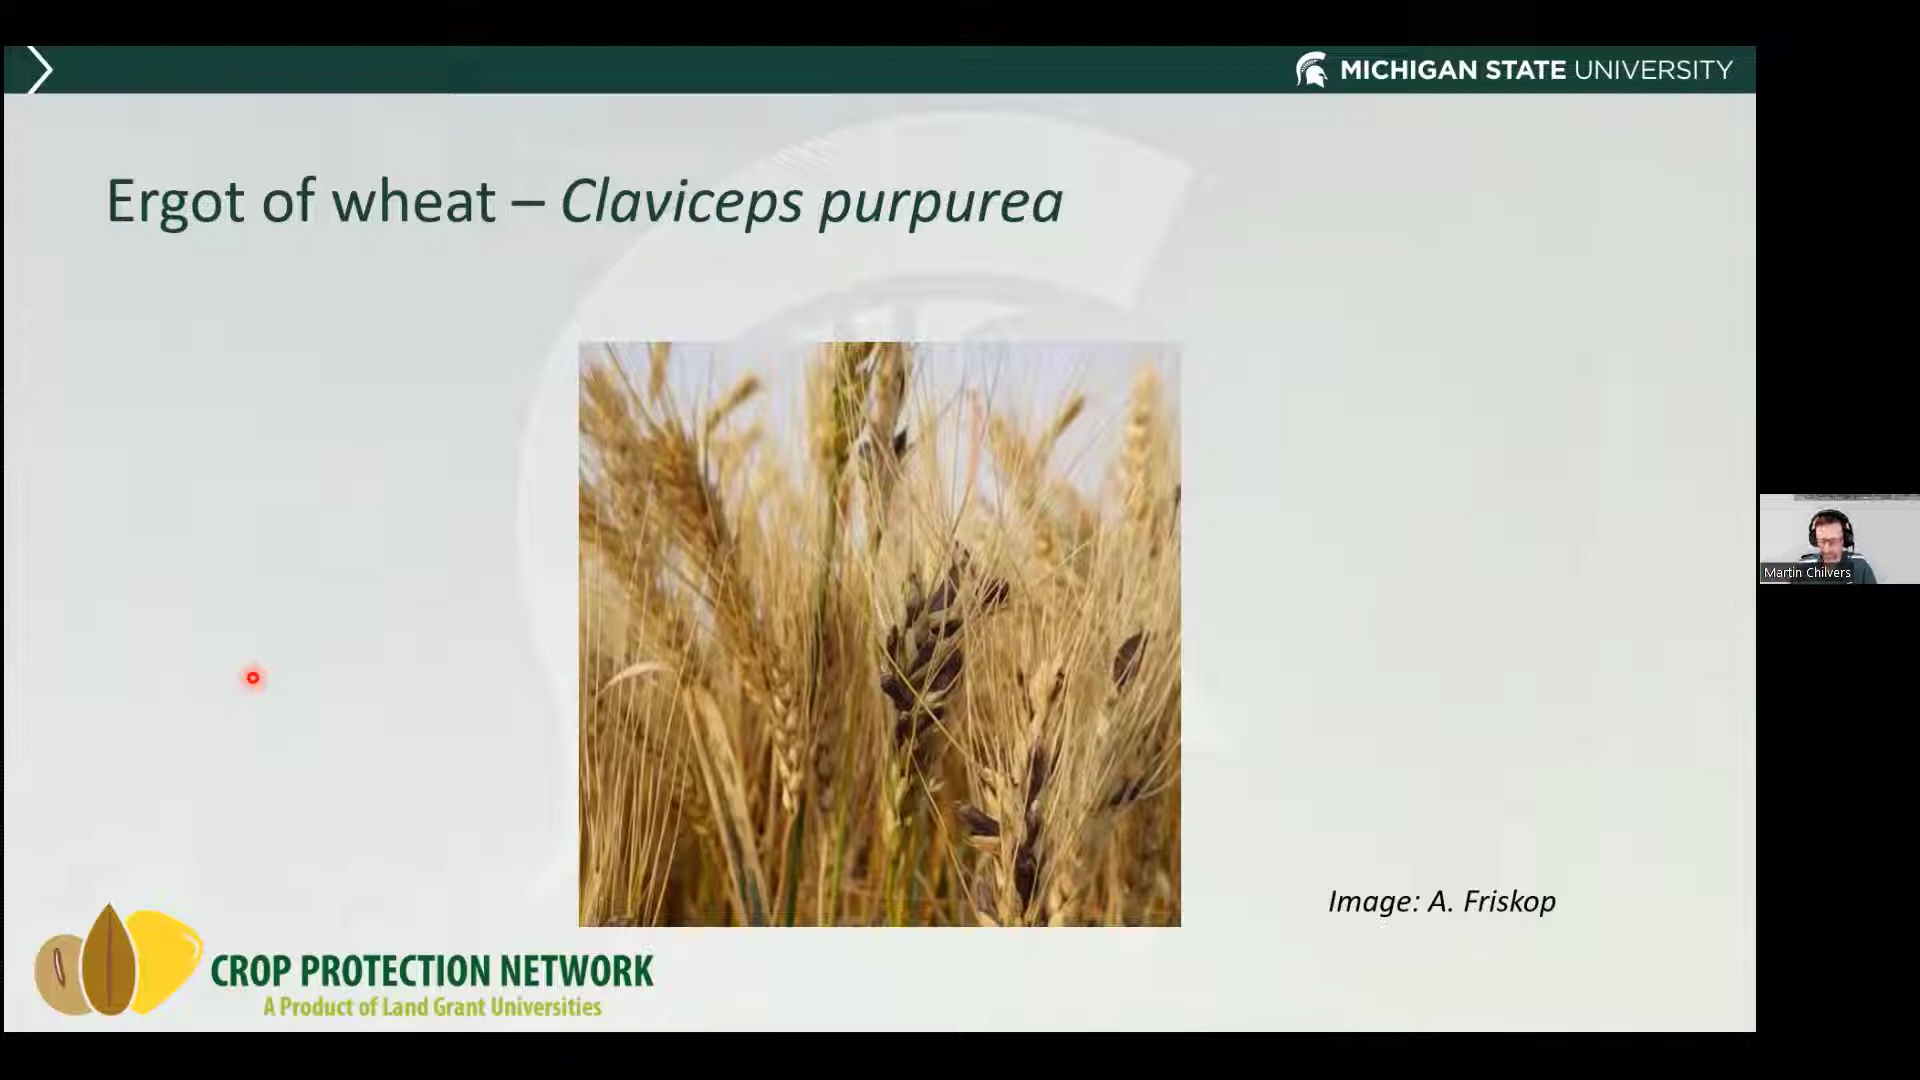 MICHIGAN STATE UNIVERSITY
Ergot of wheat – Claviceps purpurea
Martin Chilvers
Image: A. Friskop
CROP PROTECTION NETWORK
A Product of Land Grant Universities